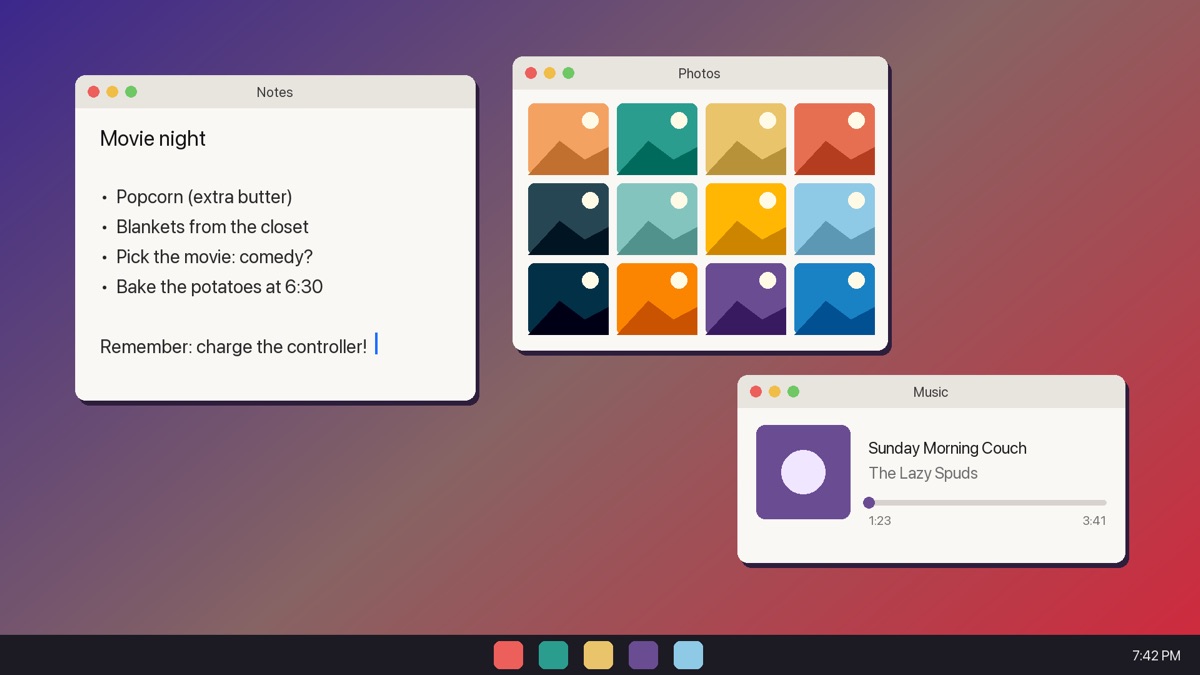 Notes
Movie night
• Popcorn (extra butter)
• Blankets from the closet
• Pick the movie: comedy?
• Bake the potatoes at 6:30
Remember: charge the controller!
Photos
Music
Sunday Morning Couch
The Lazy Spuds
1:23 3:41
7:42 PM